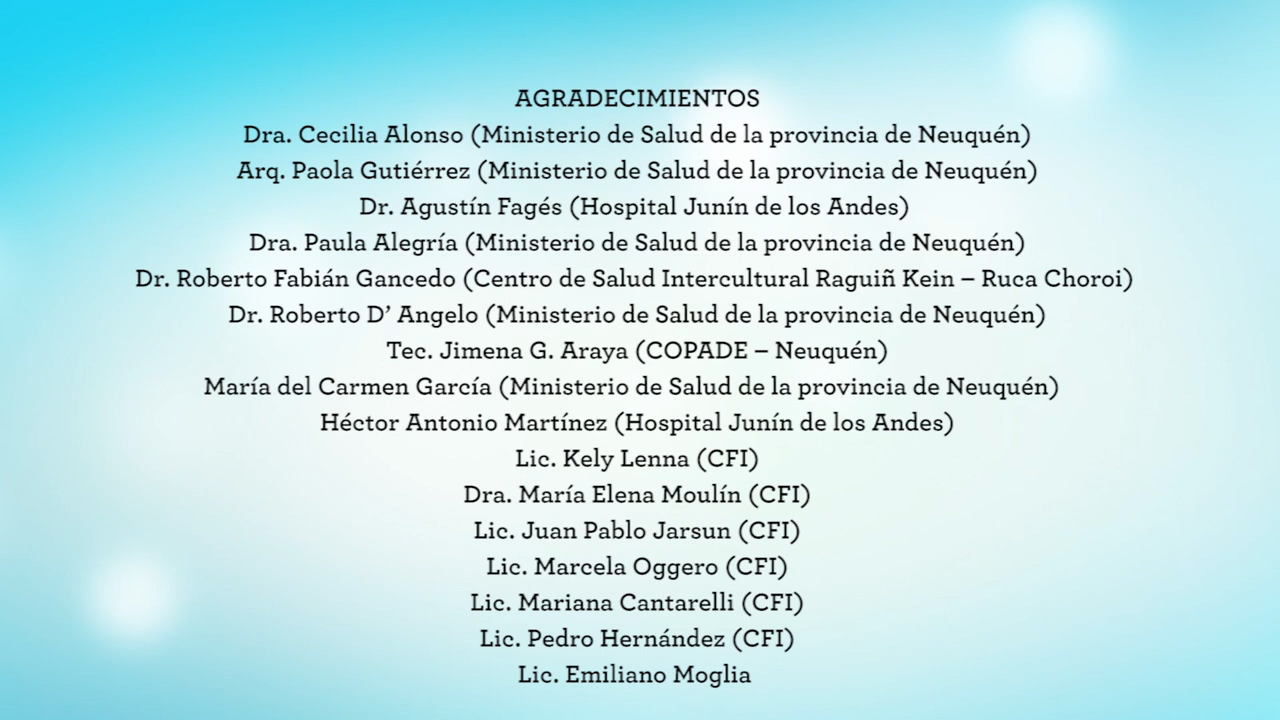 AGRADECIMIENTOS
Dra. Cecilia Alonso (Ministerio de Salud de la provincia de Neuquén)
Arq. Paola Gutiérrez (Ministerio de Salud de la provincia de Neuquén)
Dr. Agustín Fagés (Hospital Junín de los Andes)
Dra. Paula Alegría (Ministerio de Salud de la provincia de Neuquén)
Dr. Roberto Fabián Gancedo (Centro de Salud Intercultural Raguiñ Kein – Ruca Choroi)
Dr. Roberto D’ Angelo (Ministerio de Salud de la provincia de Neuquén)
Tec. Jimena G. Araya (COPADE – Neuquén)
María del Carmen García (Ministerio de Salud de la provincia de Neuquén)
Héctor Antonio Martínez (Hospital Junín de los Andes)
Lic. Kely Lenna (CFI)
Dra. María Elena Moulín (CFI)
Lic. Juan Pablo Jarsun (CFI)
Lic. Marcela Oggero (CFI)
Lic. Mariana Cantarelli (CFI)
Lic. Pedro Hernández (CFI)
Lic. Emiliano Moglia